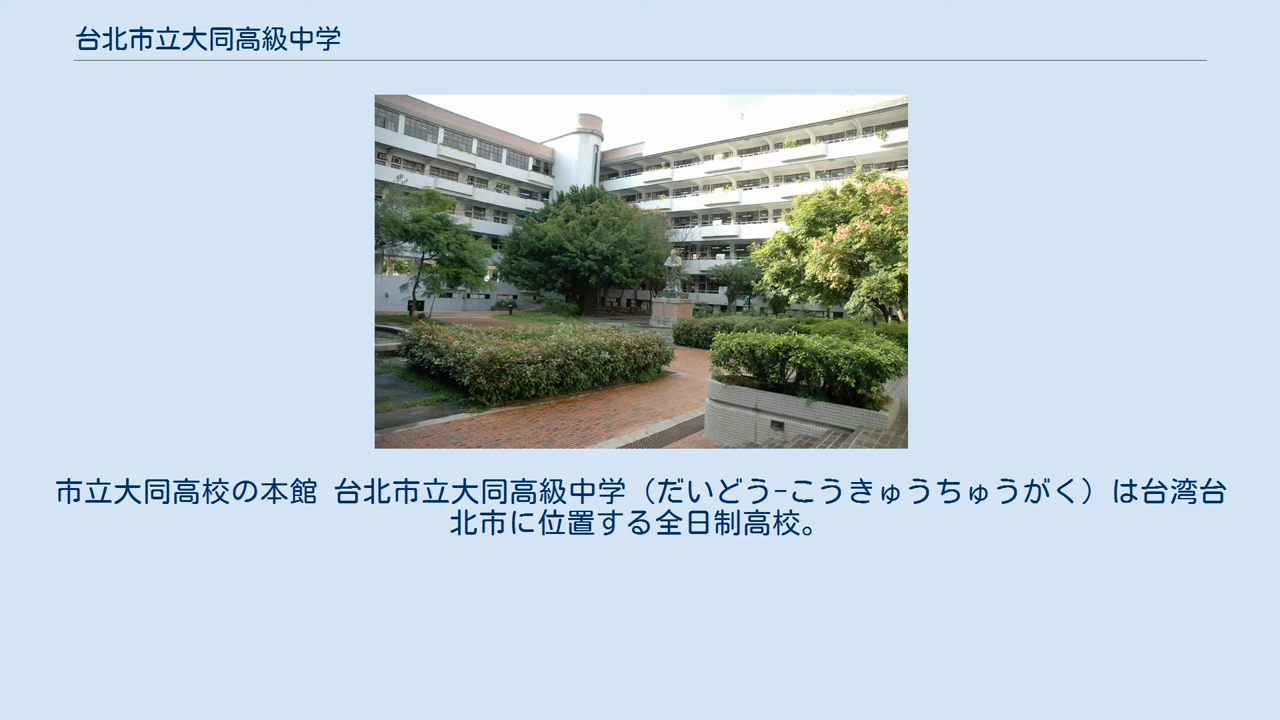 台北市立大同高級中学
市立大同高校の本館 台北市立大同高級中学（だいどう-こうきゅうちゅうがく）は台湾台
北市に位置する全日制高校。